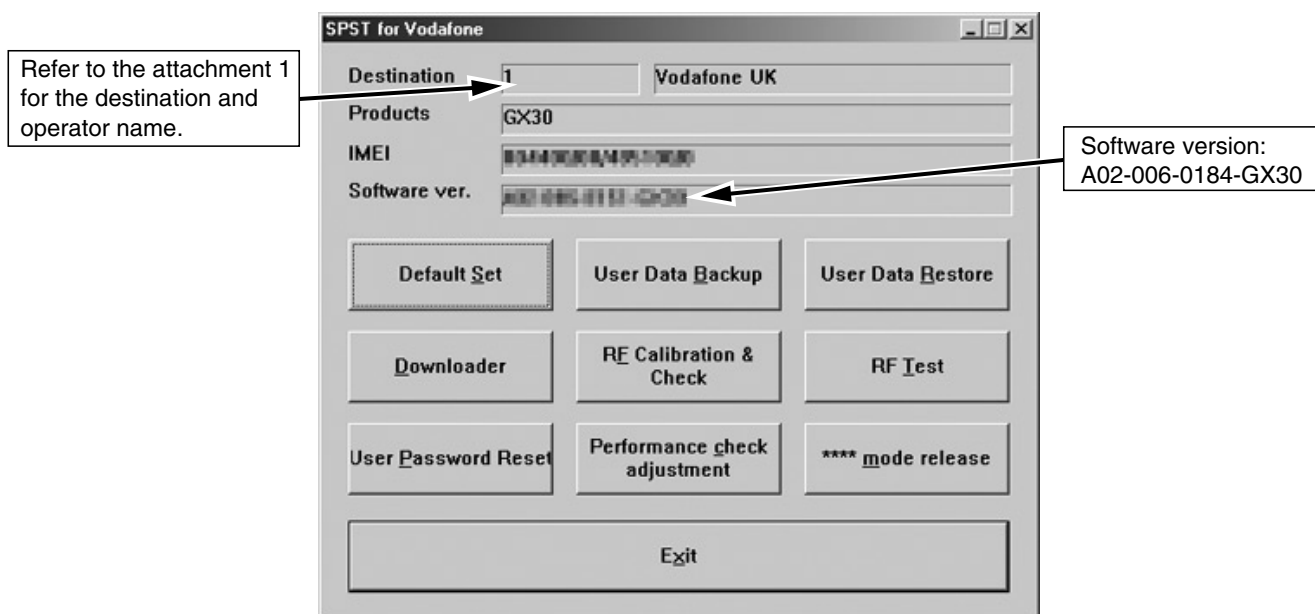 SPST for Vodafone
Refer to the attachment 1
for the destination and
operator name.
Destination 1 Vodafone UK
Products GX30
IMEI
Software ver.
Software version:
A02-006-0184-GX30
Default Set
User Data Backup
User Data Restore
Downloader
RF Calibration &
Check
RF Test
User Password Reset
Performance check
adjustment
**** mode release
Exit